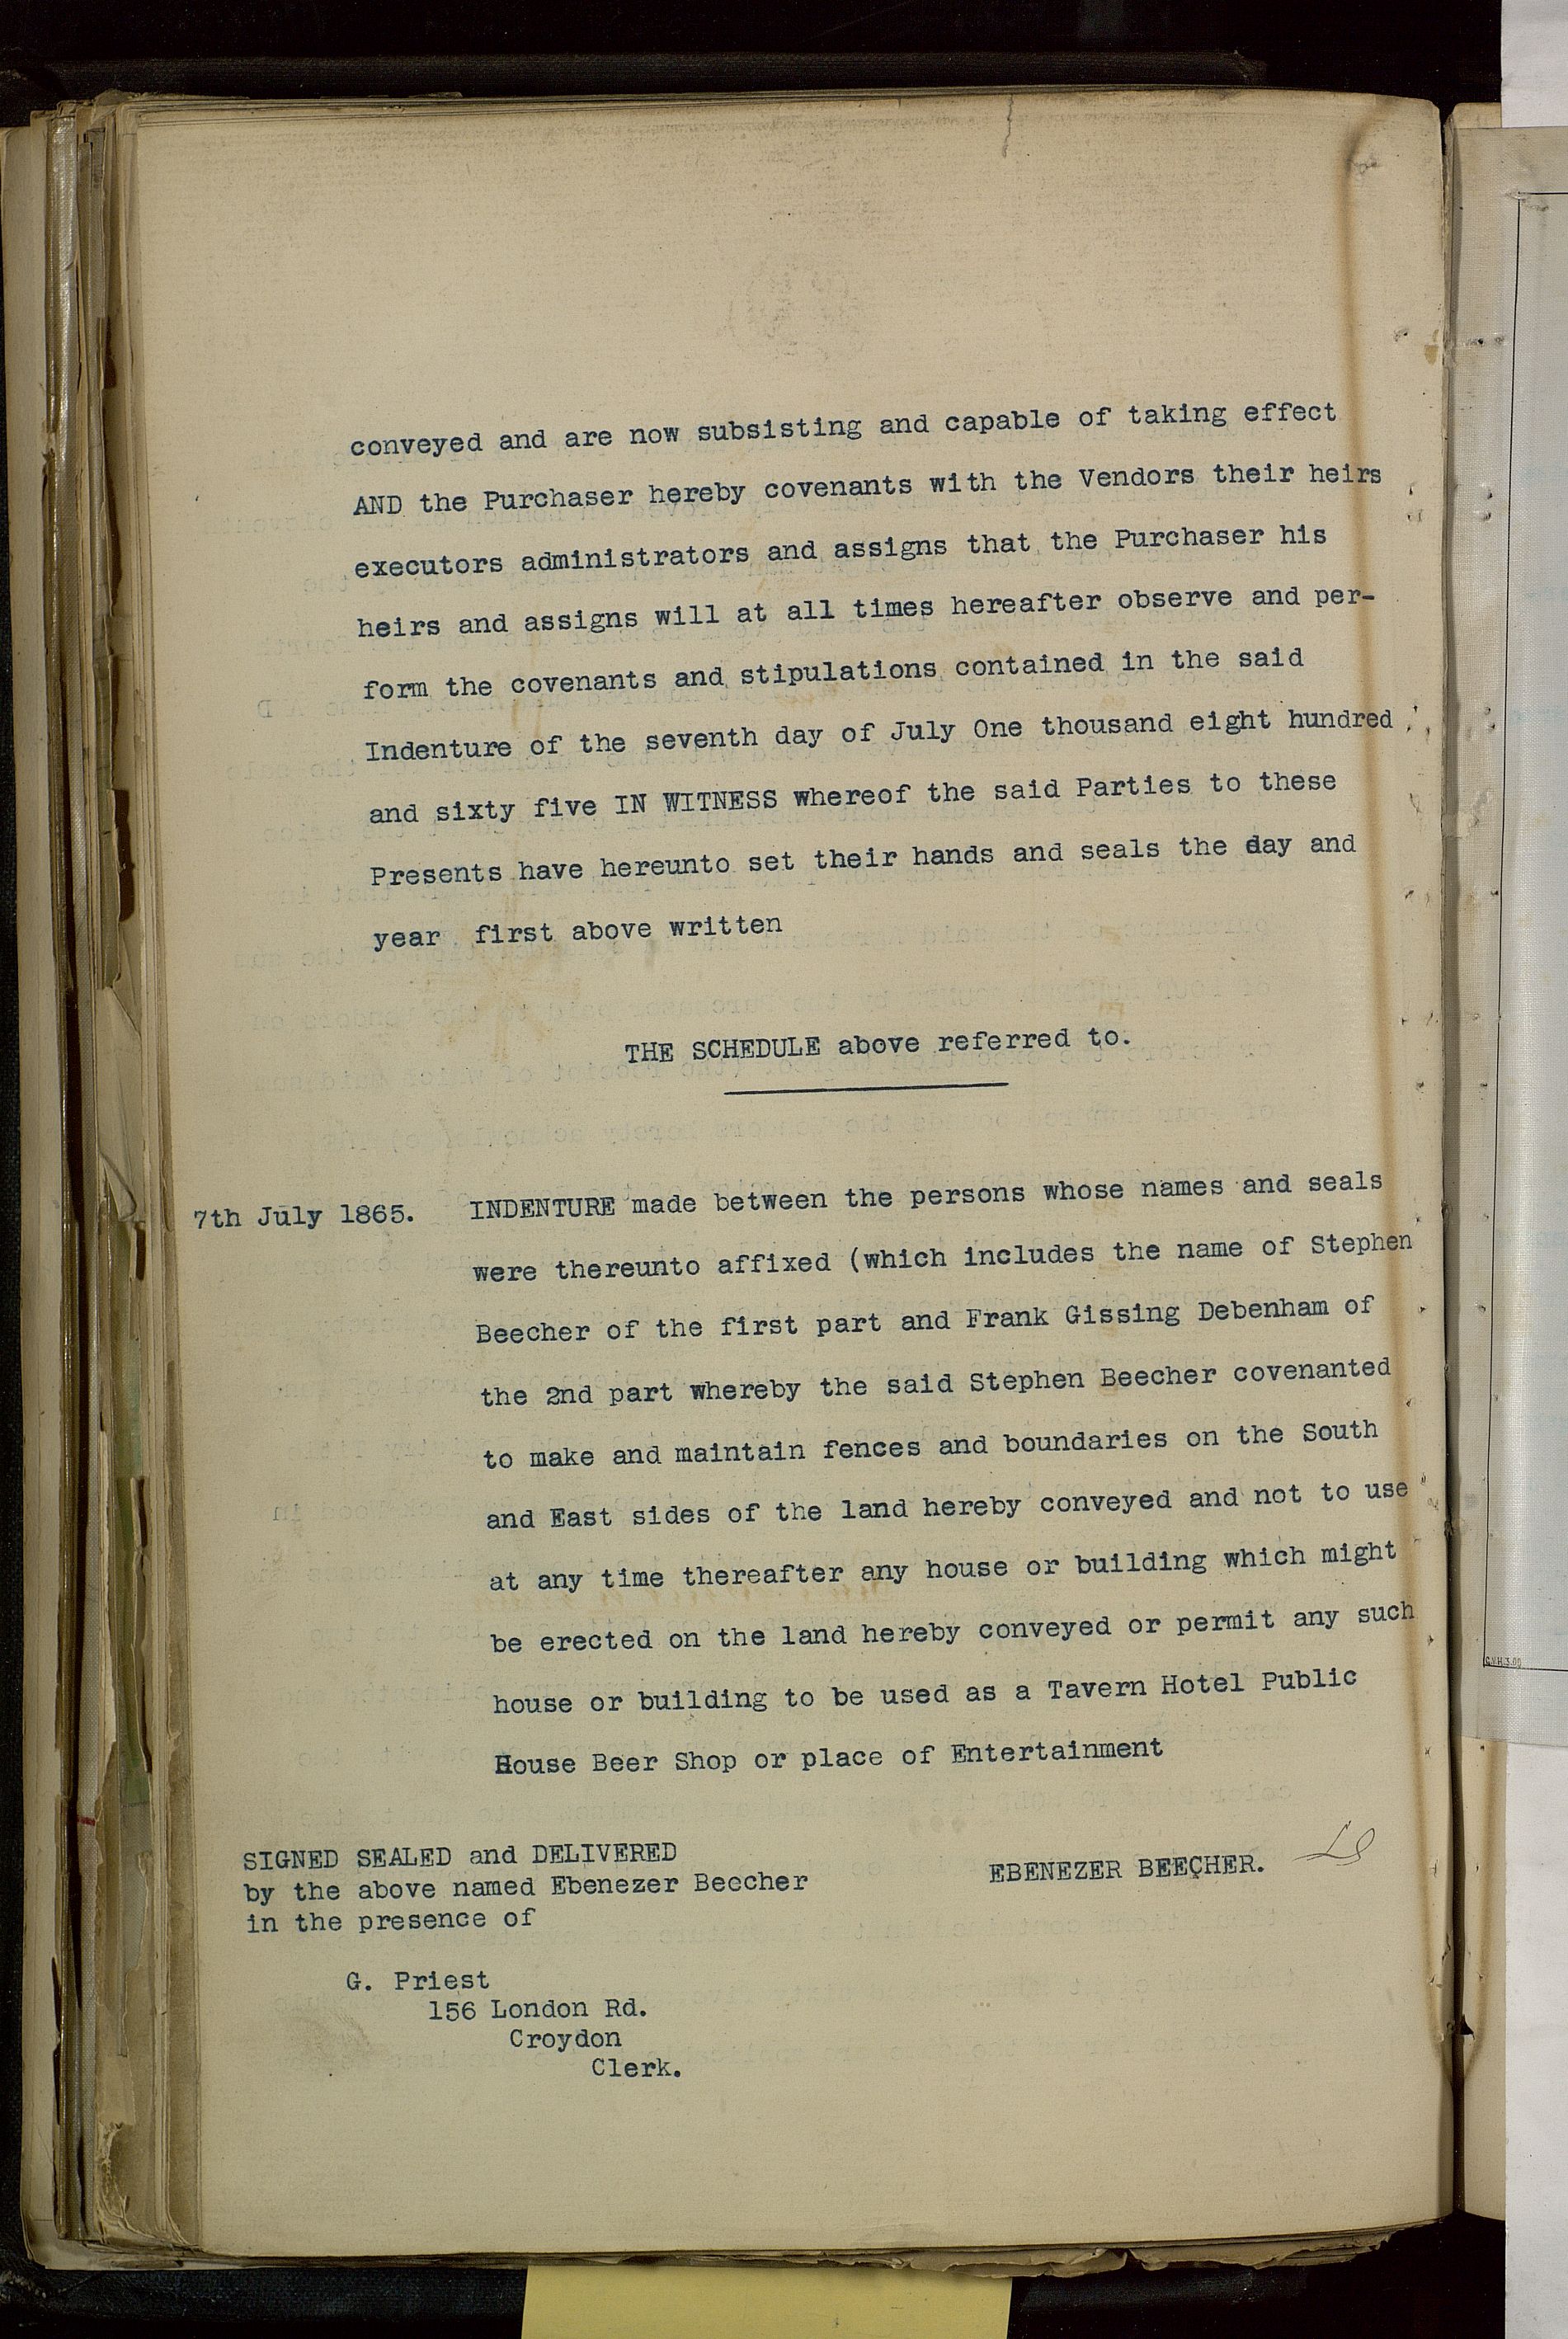 conveyed and are now subsisting and capable of taking effect
AND the Purchaser hereby covenants with the Vendors their heirs
executors administrators and assigns that the Purchaser his
heirs and assigns will at all times hereafter observe and per-
form the covenants and stipulations contained in the said
Indenture of the seventh day of July One thousand eight hundred
and sixty five IN WITNESS whereof the said Parties to these
Presents have hereunto set their hands and seals the day and
year first above written
THE SCHEDULE above referred to.
7th July 1865. INDENTURE made between the persons whose names and seals
were thereunto affixed (which includes the name of Stephen
Beecher of the first part and Frank Gissing Debenham of
the 2nd part whereby the said Stephen Beecher covenanted
to make and maintain fences and boundaries on the South
and East sides of the land hereby conveyed and not to use
at any time thereafter any house or building which might
be erected on the land hereby conveyed or permit any such
house or building to be used as a Tavern Hotel Public
House Beer Shop or place of Entertainment
SIGNED SEALED and DELIVERED
by the above named Ebenezer Beecher
in the presence of
EBENEZER BEECHER. LS
G. Priest
156 London Rd.
Croydon
Clerk.